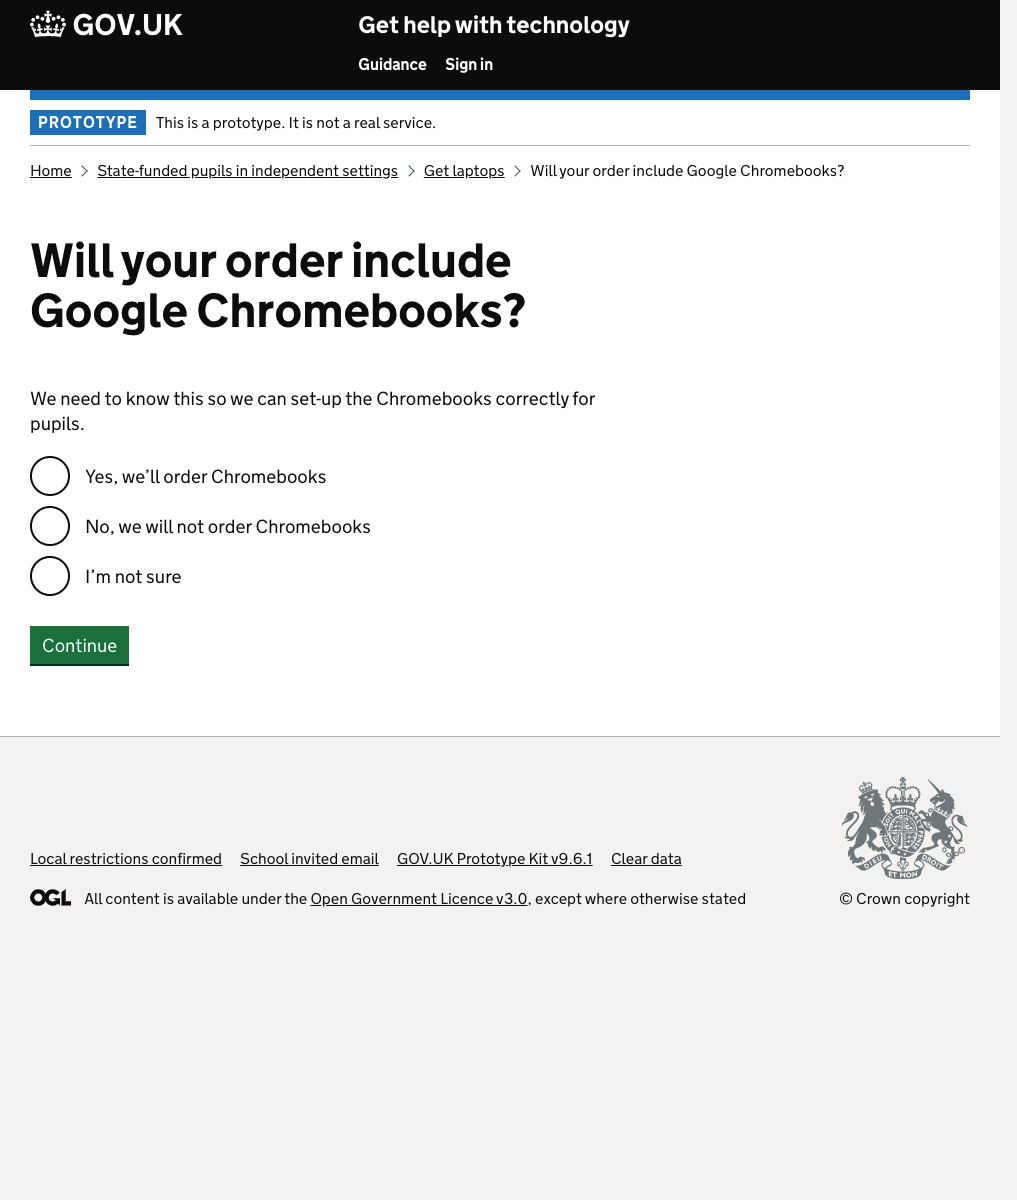 GOV.UK
Get help with technology
Guidance Sign in
PROTOTYPE This is a prototype. It is not a real service.
Home State-funded pupils in independent settings Get laptops Will your order include Google Chromebooks?
Will your order include
Google Chromebooks?
We need to know this so we can set-up the Chromebooks correctly for
pupils.
Yes, we’ll order Chromebooks
No, we will not order Chromebooks
I’m not sure
Continue
Local restrictions confirmed School invited email GOV.UK Prototype Kit v9.6.1 Clear data
OGL All content is available under the Open Government Licence v3.0, except where otherwise stated
© Crown copyright